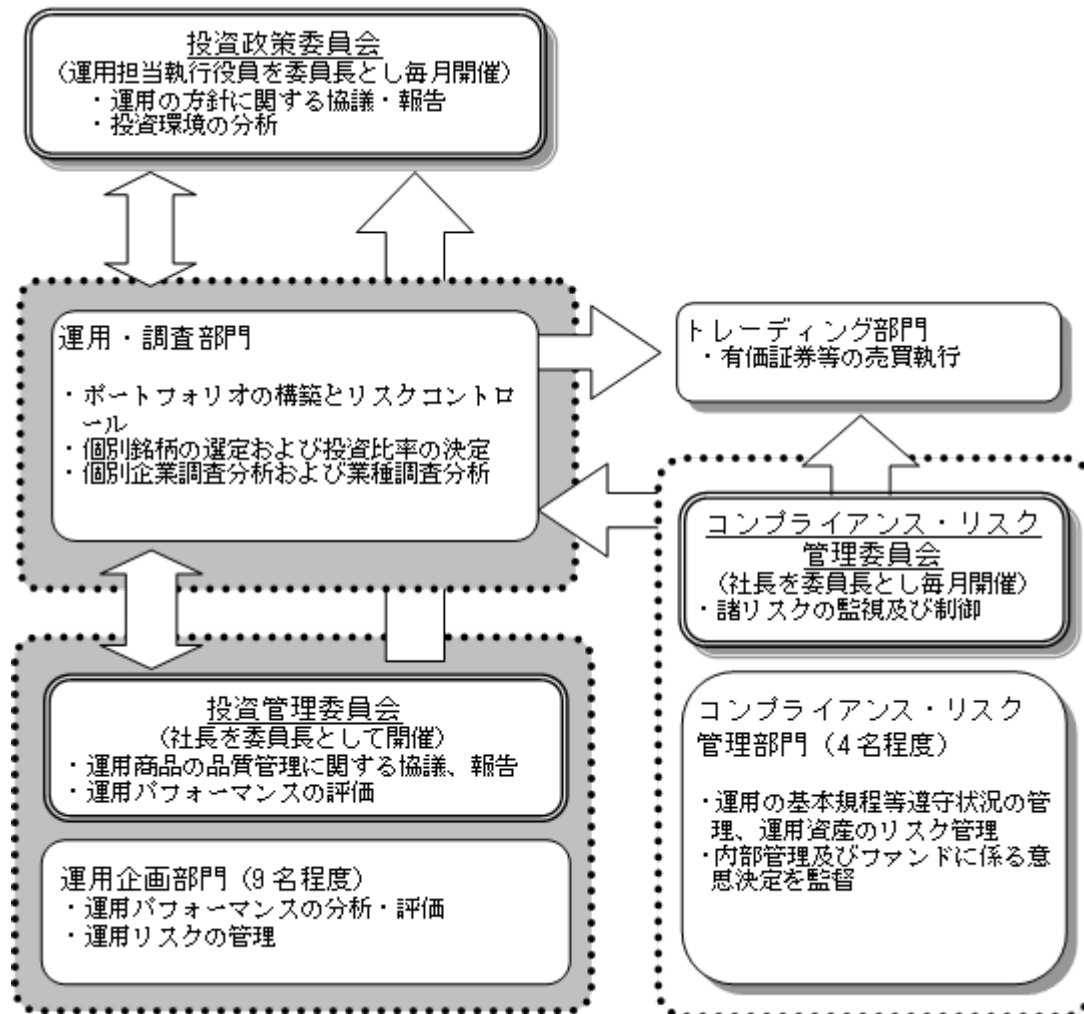 投資政策委員会
(運用担当執行役員を委員長とし毎月開催)
・運用の方針に関する協議・報告
・投資環境の分析
運用・調査部門
・ポートフォリオの構築とリスクコントロ
ール
・個別銘柄の選定および投資比率の決定
・個別企業調査分析および業種調査分析
トレーディング部門
・有価証券等の売買執行
コンプライアンス・リスク
管理委員会
(社長を委員長とし毎月開催)
・諸リスクの監視及び制御
投資管理委員会
(社長を委員長として開催)
・運用商品の品質管理に関する協議、報告
・運用パフォーマンスの評価
コンプライアンス・リスク
管理部門(4名程度)
・運用の基本規程等遵守状況の管
理、運用資産のリスク管理
・内部管理及びファンドに係る意
思決定を監督
運用企画部門(9名程度)
・運用パフォーマンスの分析・評価
・運用リスクの管理